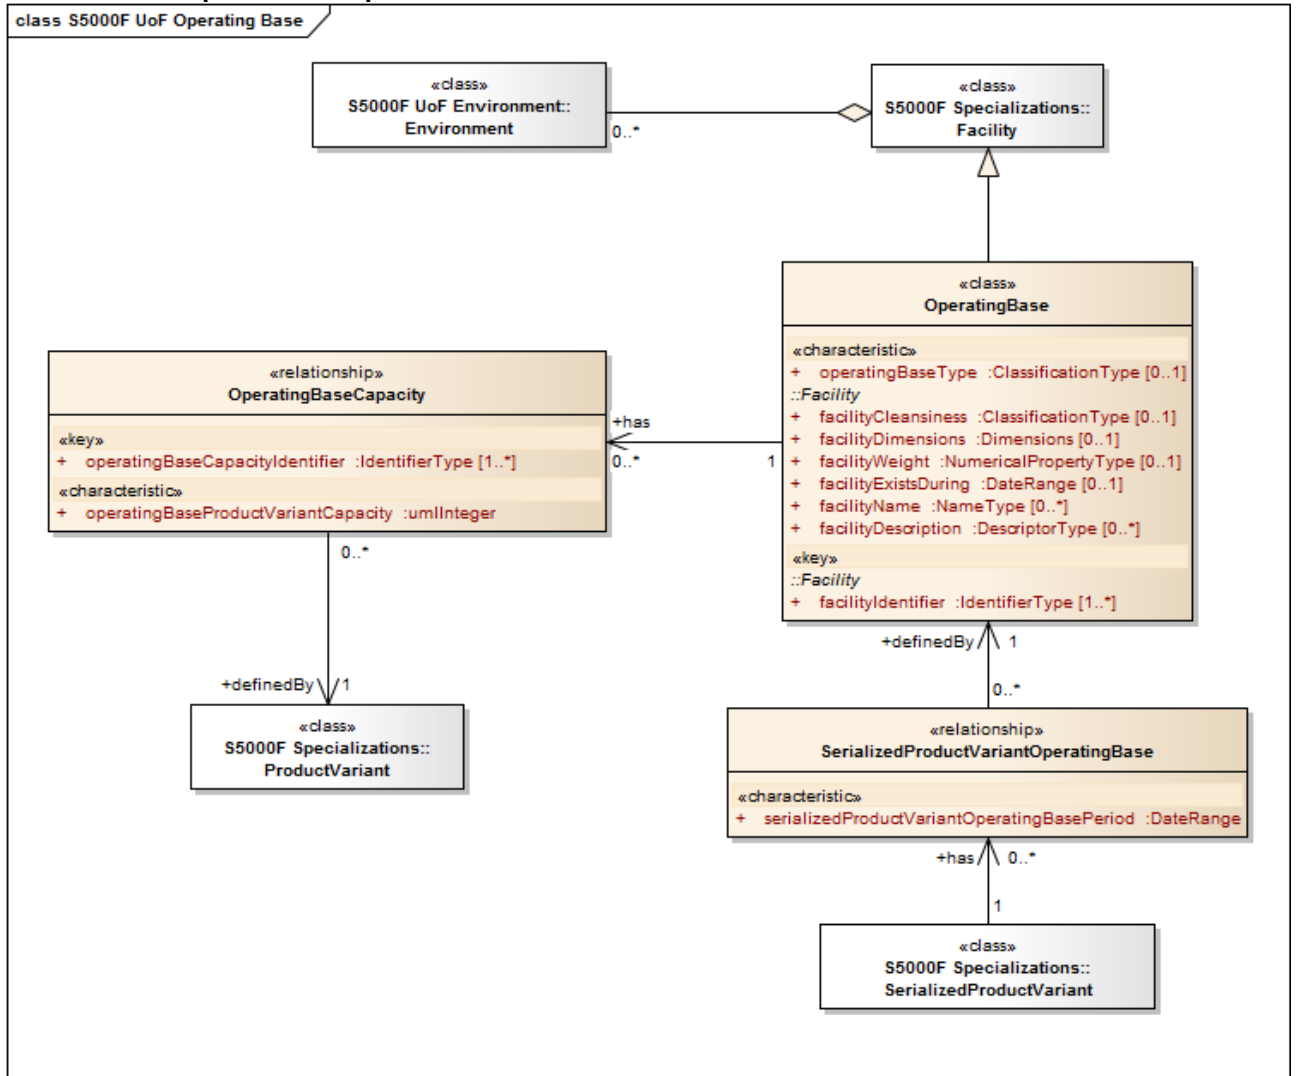 class S5000F UoF Operating Base
«class»
S5000F UoF Environment::
Environment
0..*
«class»
S5000F Specializations::
Facility
«class»
OperatingBase
«characteristic»
+ operatingBaseType :ClassificationType [0..1]
::Facility
+ facilityCleansiness :ClassificationType [0..1]
+ facilityDimensions :Dimensions [0..1]
+ facilityWeight :NumericalPropertyType [0..1]
+ facilityExistsDuring :DateRange [0..1]
+ facilityName :NameType [0..*]
+ facilityDescription :DescriptorType [0..*]
«key»
::Facility
+ facilityIdentifier :IdentifierType [1..*]
«relationship»
OperatingBaseCapacity
«key»
+ operatingBaseCapacityIdentifier :IdentifierType [1..*]
«characteristic»
+ operatingBaseProductVariantCapacity :umlInteger
+has
0..*
1
0..*
+definedBy
1
«class»
S5000F Specializations::
ProductVariant
+definedBy
1
0..*
«relationship»
SerializedProductVariantOperatingBase
«characteristic»
+ serializedProductVariantOperatingBasePeriod :DateRange
+has
0..*
1
«class»
S5000F Specializations::
SerializedProductVariant